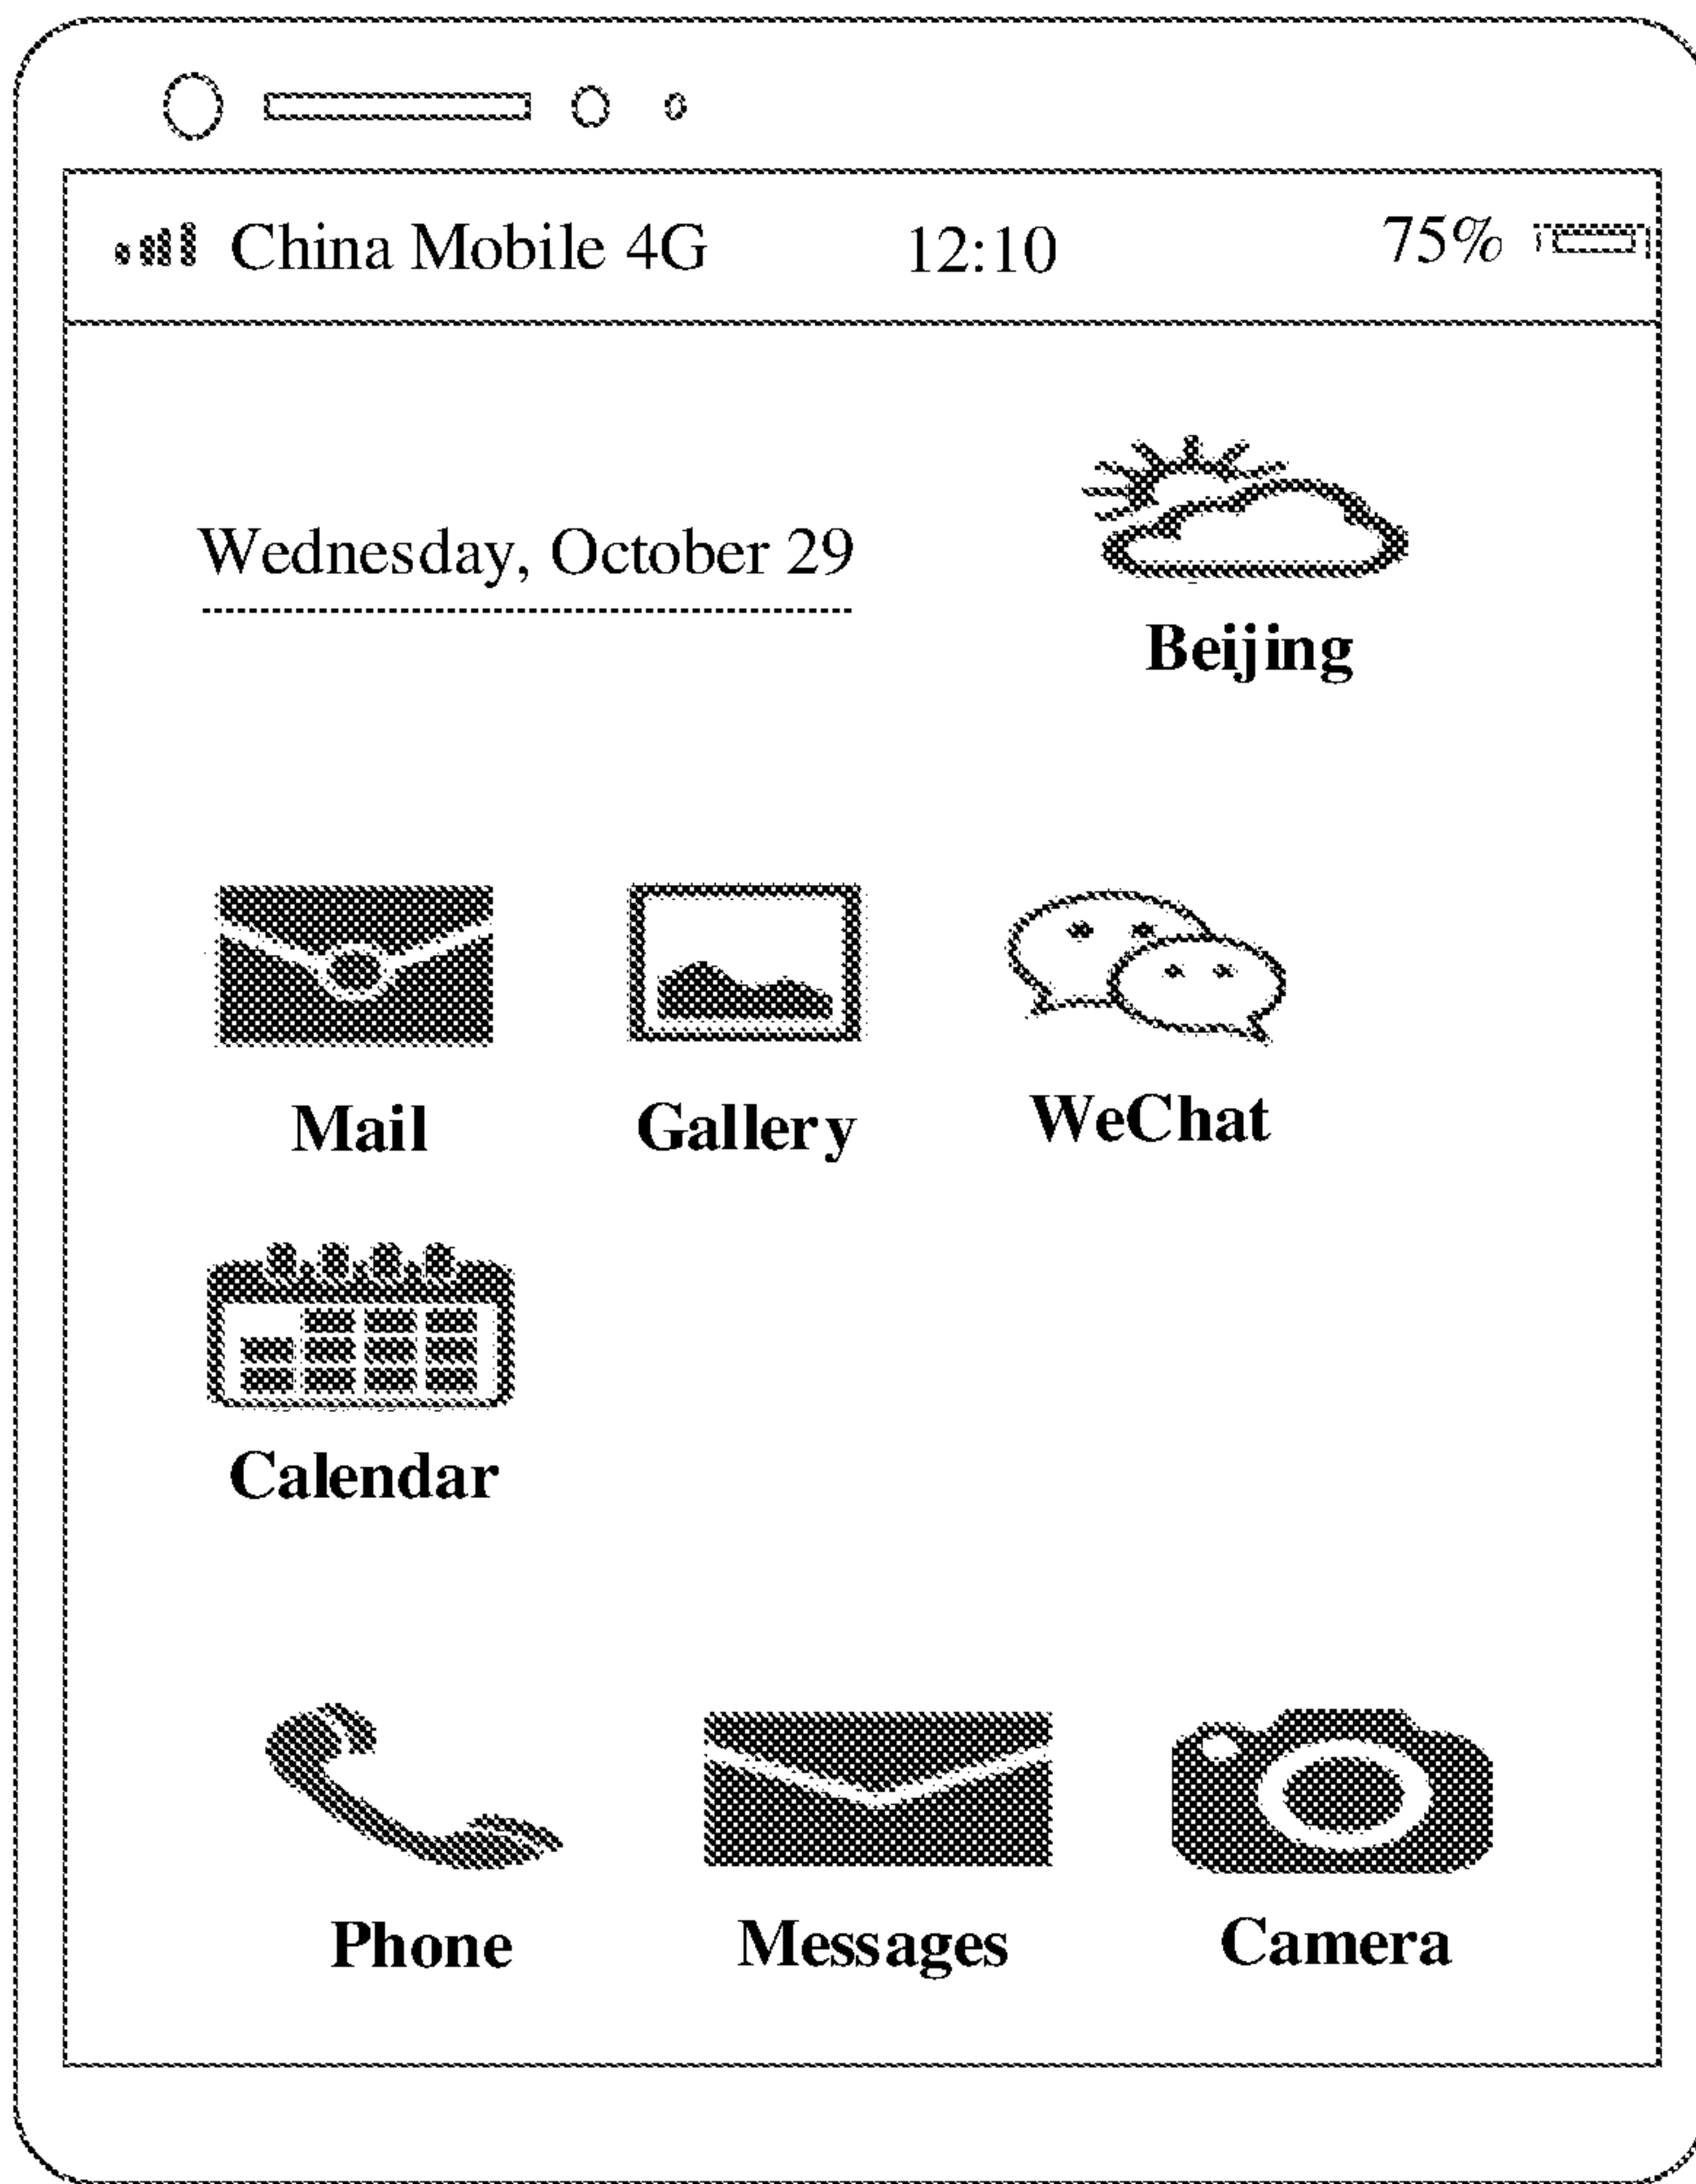 China Mobile 4G 12:10 75%
Wednesday, October 29
Beijing
Mail Gallery WeChat
Calendar
Phone Messages Camera